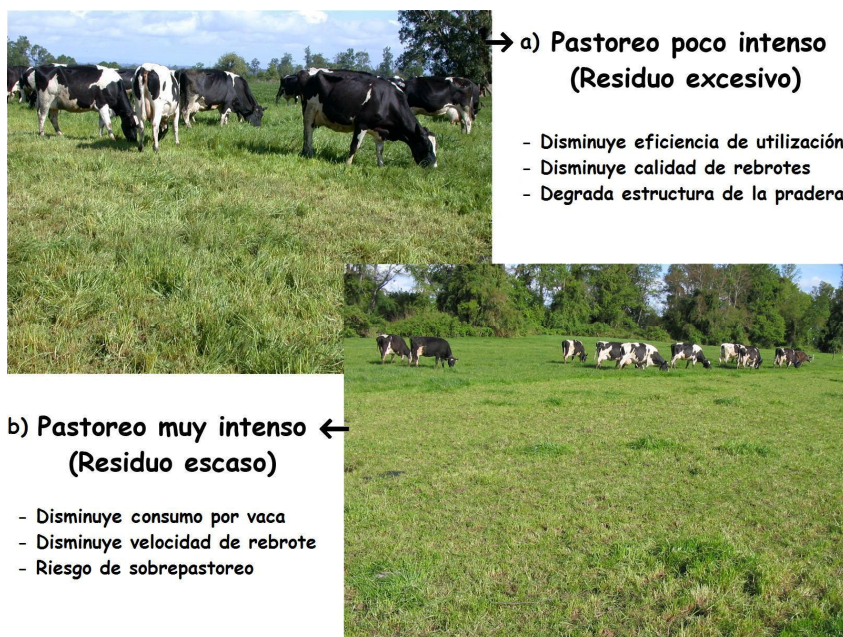 a) Pastoreo poco intenso
(Residuo excesivo)
- Disminuye eficiencia de utilización
- Disminuye calidad de rebrotes
- Degrada estructura de la pradera
b) Pastoreo muy intenso
(Residuo escaso)
- Disminuye consumo por vaca
- Disminuye velocidad de rebrote
- Riesgo de sobrepastoreo